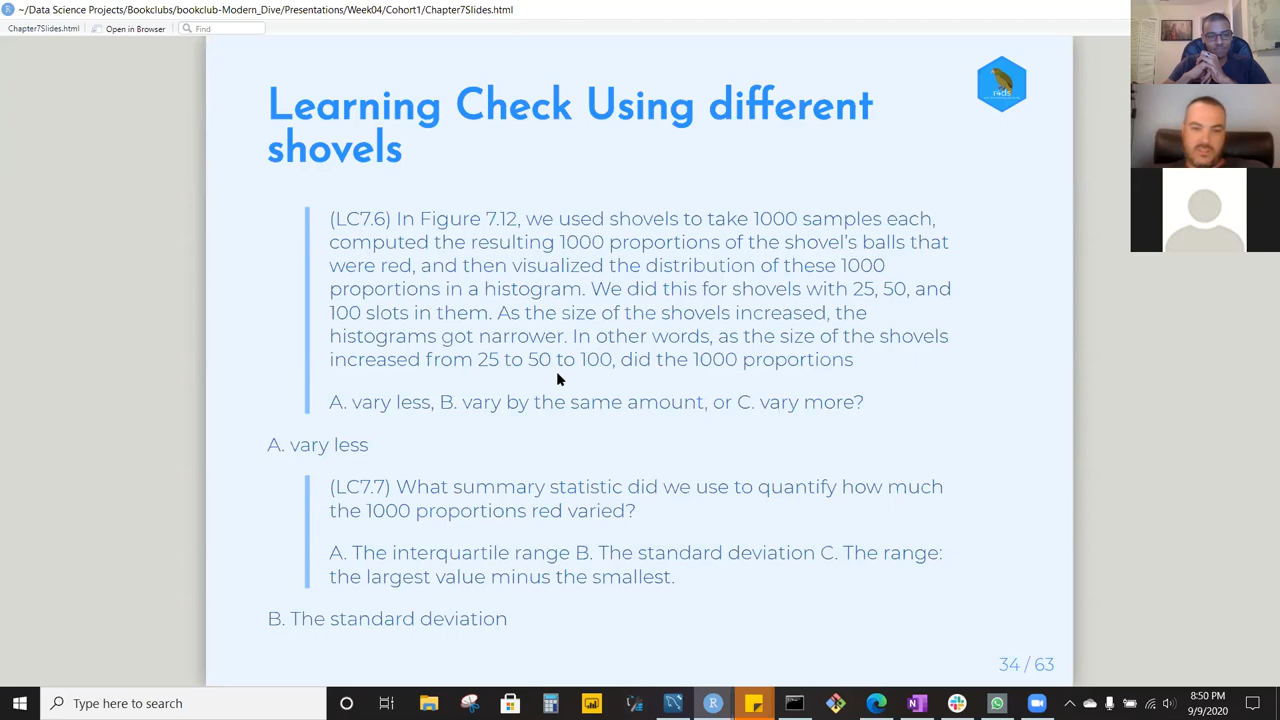 ~/Data Science Projects/Bookclubs/bookclub-Modern_Dive/Presentations/Week04/Cohort1/Chapter7Slides.html
Chapter7Slides.html
Open in Browser
Find
Learning Check Using different
shovels
r4ds
(LC7.6) In Figure 7.12, we used shovels to take 1000 samples each,
computed the resulting 1000 proportions of the shovel's balls that
were red, and then visualized the distribution of these 1000
proportions in a histogram. We did this for shovels with 25, 50, and
100 slots in them. As the size of the shovels increased, the
histograms got narrower. In other words, as the size of the shovels
increased from 25 to 50 to 100, did the 1000 proportions
A. vary less, B. vary by the same amount, or C. vary more?
A. vary less
(LC7.7) What summary statistic did we use to quantify how much
the 1000 proportions red varied?
A. The interquartile range B. The standard deviation C. The range:
the largest value minus the smallest.
B. The standard deviation
34 / 63
Type here to search
8:50 PM
9/9/2020